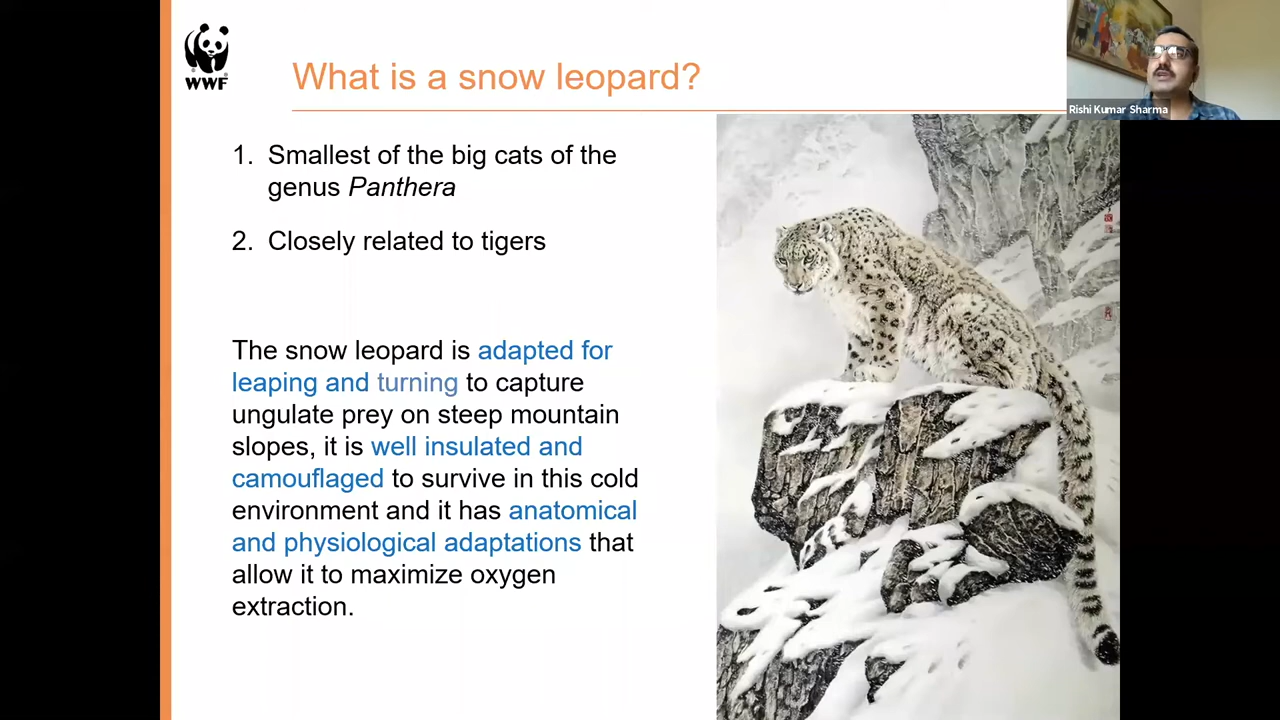 WWF
What is a snow leopard?
Rishi Kumar Sharma
1. Smallest of the big cats of the
genus Panthera
2. Closely related to tigers
The snow leopard is adapted for
leaping and turning to capture
ungulate prey on steep mountain
slopes, it is well insulated and
camouflaged to survive in this cold
environment and it has anatomical
and physiological adaptations that
allow it to maximize oxygen
extraction.